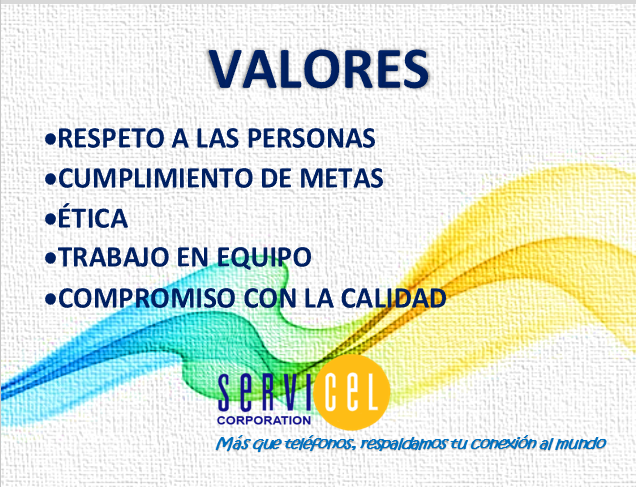 VALORES
•RESPETO A LAS PERSONAS
•CUMPLIMIENTO DE METAS
•ÉTICA
•TRABAJO EN EQUIPO
•COMPROMISO CON LA CALIDAD
SERVICEL
CORPORATION
Más que teléfonos, respaldamos tu conexión al mundo